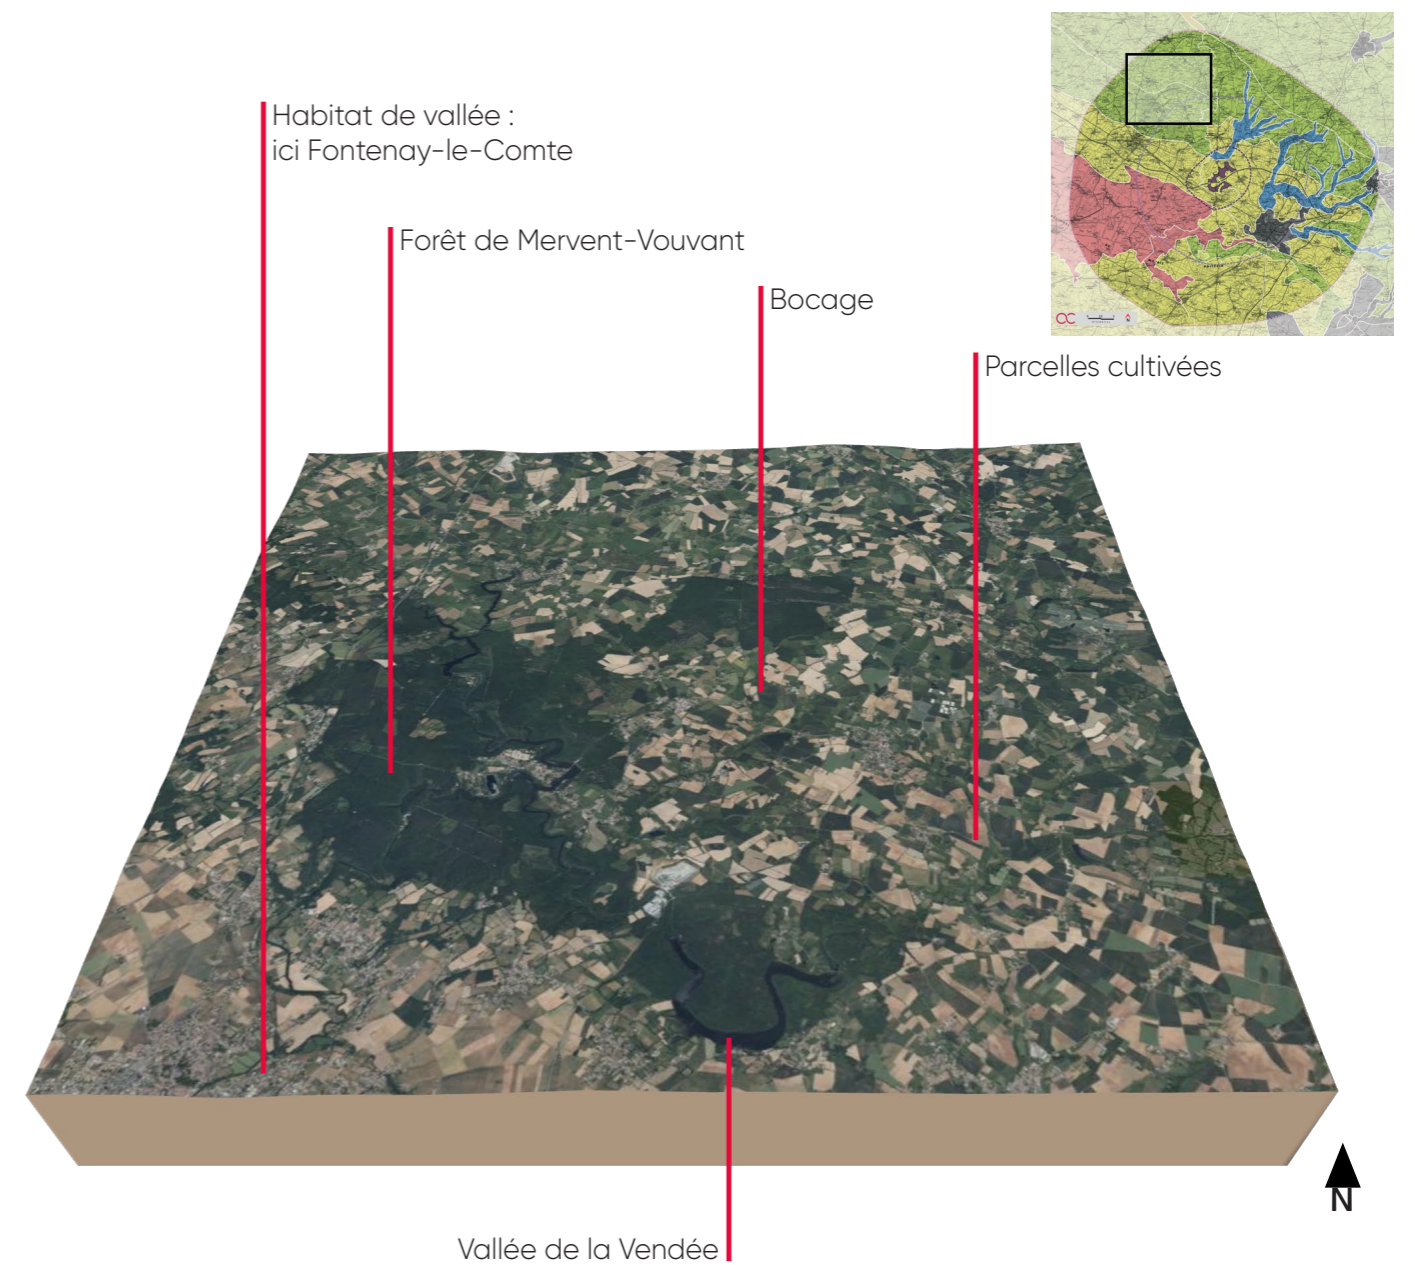 Habitat de vallée :
ici Fontenay-le-Comte
Forêt de Mervent-Vouvant
Bocage
Parcelles cultivées
N
Vallée de la Vendée